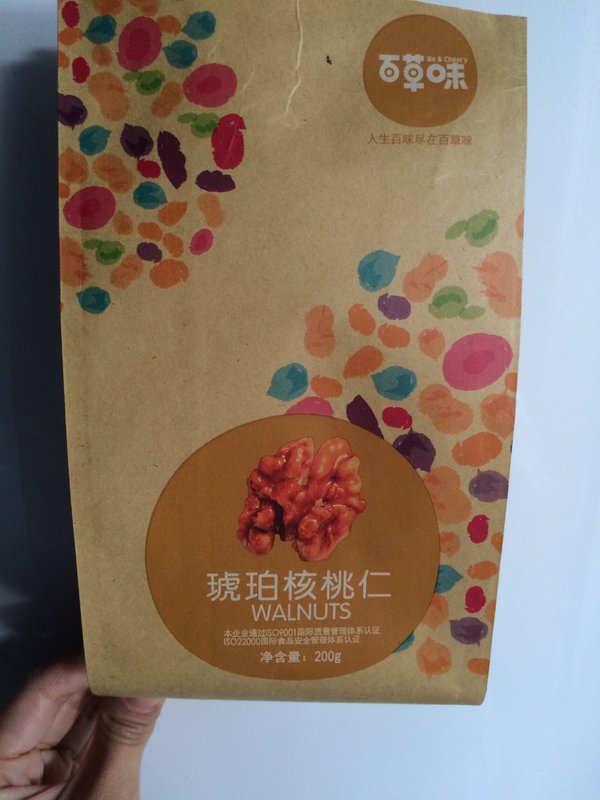 Be & Cheery
百草味
人生百味尽在百草味
琥珀核桃仁
WALNUTS
本企业通过ISO9001国际质量管理体系认证
ISO22000国际食品安全管理体系认证
净含量：200g